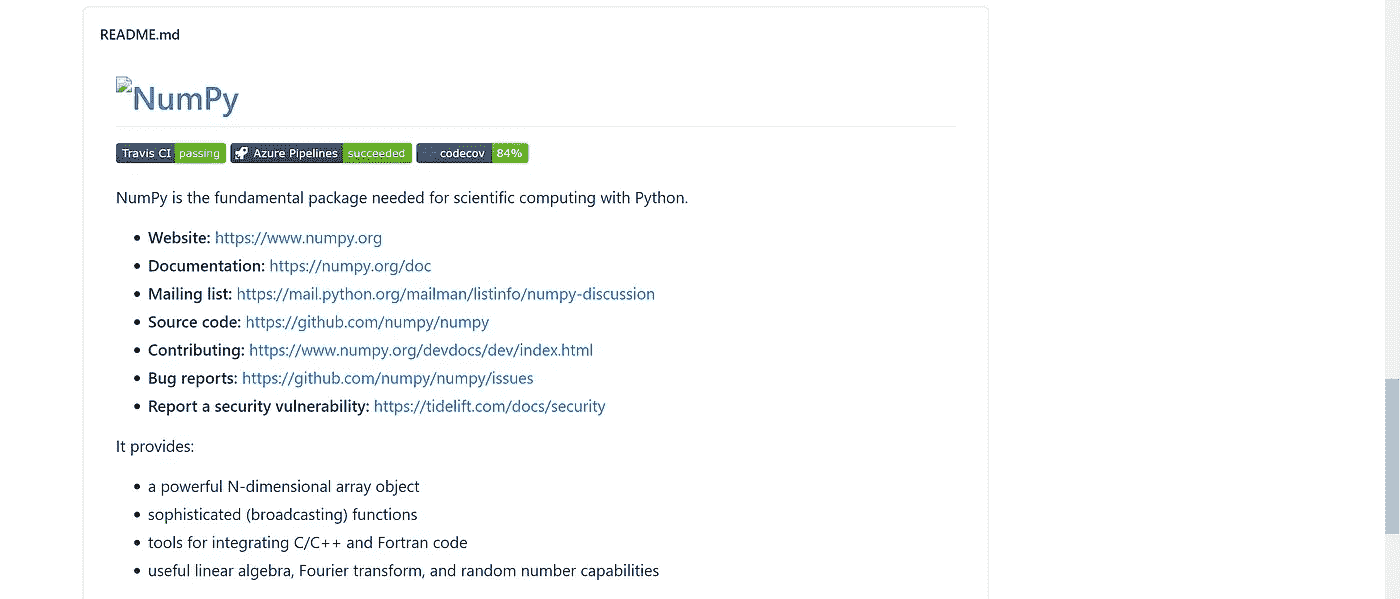 README.md
NumPy
Travis CI passing Azure Pipelines succeeded codecov 84%
NumPy is the fundamental package needed for scientific computing with Python.
• Website: https://www.numpy.org
• Documentation: https://numpy.org/doc
• Mailing list: https://mail.python.org/mailman/listinfo/numpy-discussion
• Source code: https://github.com/numpy/numpy
• Contributing: https://www.numpy.org/devdocs/dev/index.html
• Bug reports: https://github.com/numpy/numpy/issues
• Report a security vulnerability: https://tidelift.com/docs/security
It provides:
• a powerful N-dimensional array object
• sophisticated (broadcasting) functions
• tools for integrating C/C++ and Fortran code
• useful linear algebra, Fourier transform, and random number capabilities